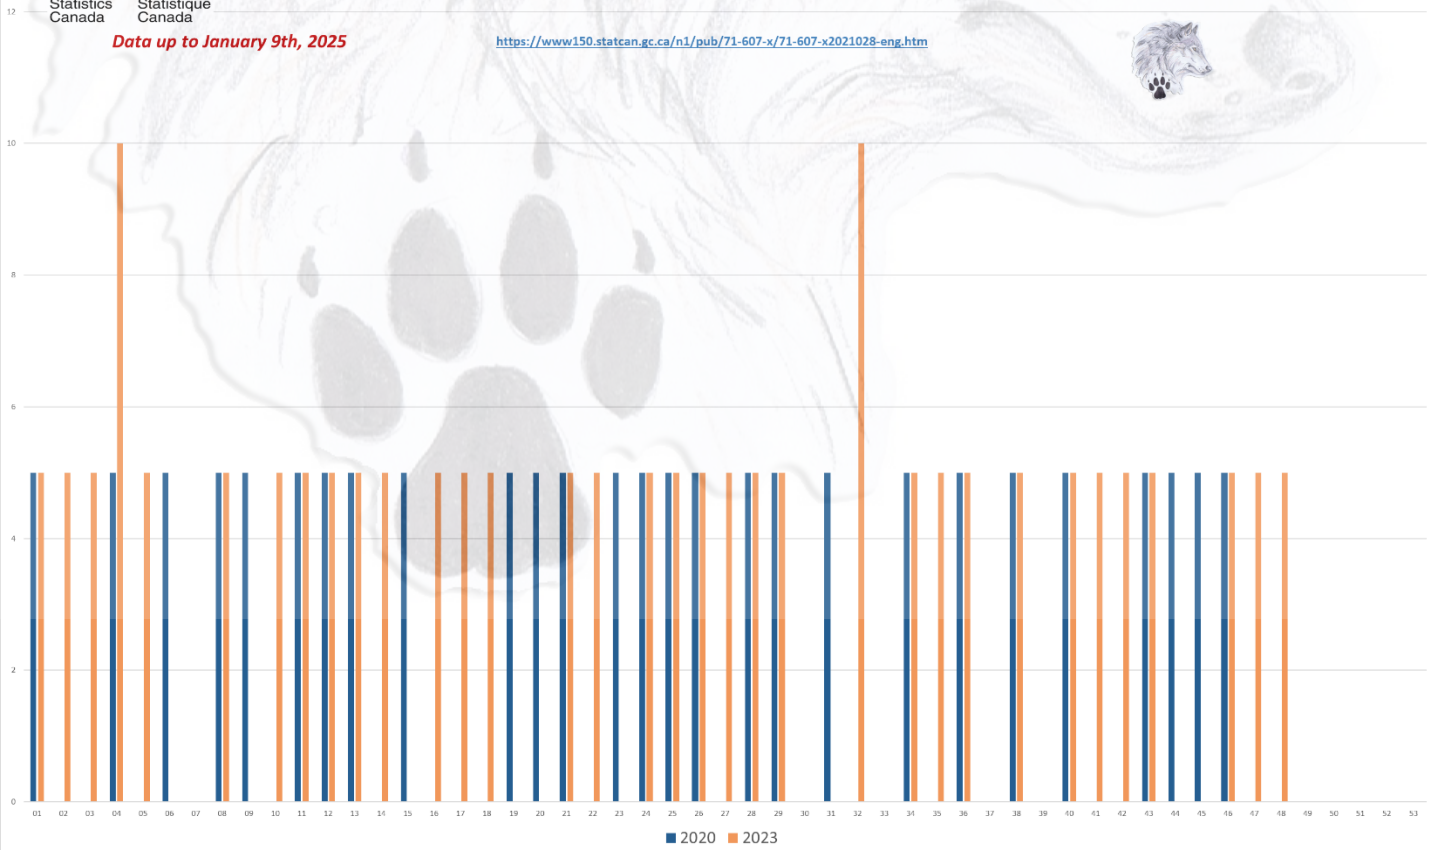 Statistics Statistique
Canada Canada
12
Data up to January 9th, 2025
https://www150.statcan.gc.ca/n1/pub/71-607-x/71-607-x2021028-eng.htm
10
8
6
4
2
0
01 02 03 04 05 06 07 08 09 10 11 12 13 14 15 16 17 18 19 20 21 22 23 24 25 26 27 28 29 30 31 32 33 34 35 36 37 38 39 40 41 42 43 44 45 46 47 48 49 50 51 52 53
2020 2023